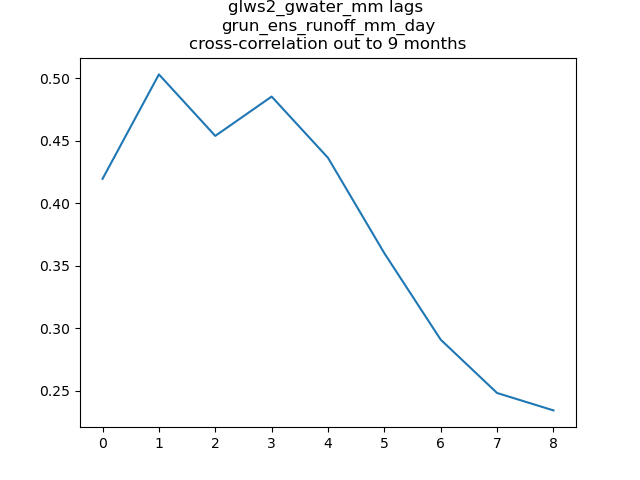 glws2_gwater_mm lags
grun_ens_runoff_mm_day
cross-correlation out to 9 months
0.50
0.45
0.40
0.35
0.30
0.25
0 1 2 3 4 5 6 7 8